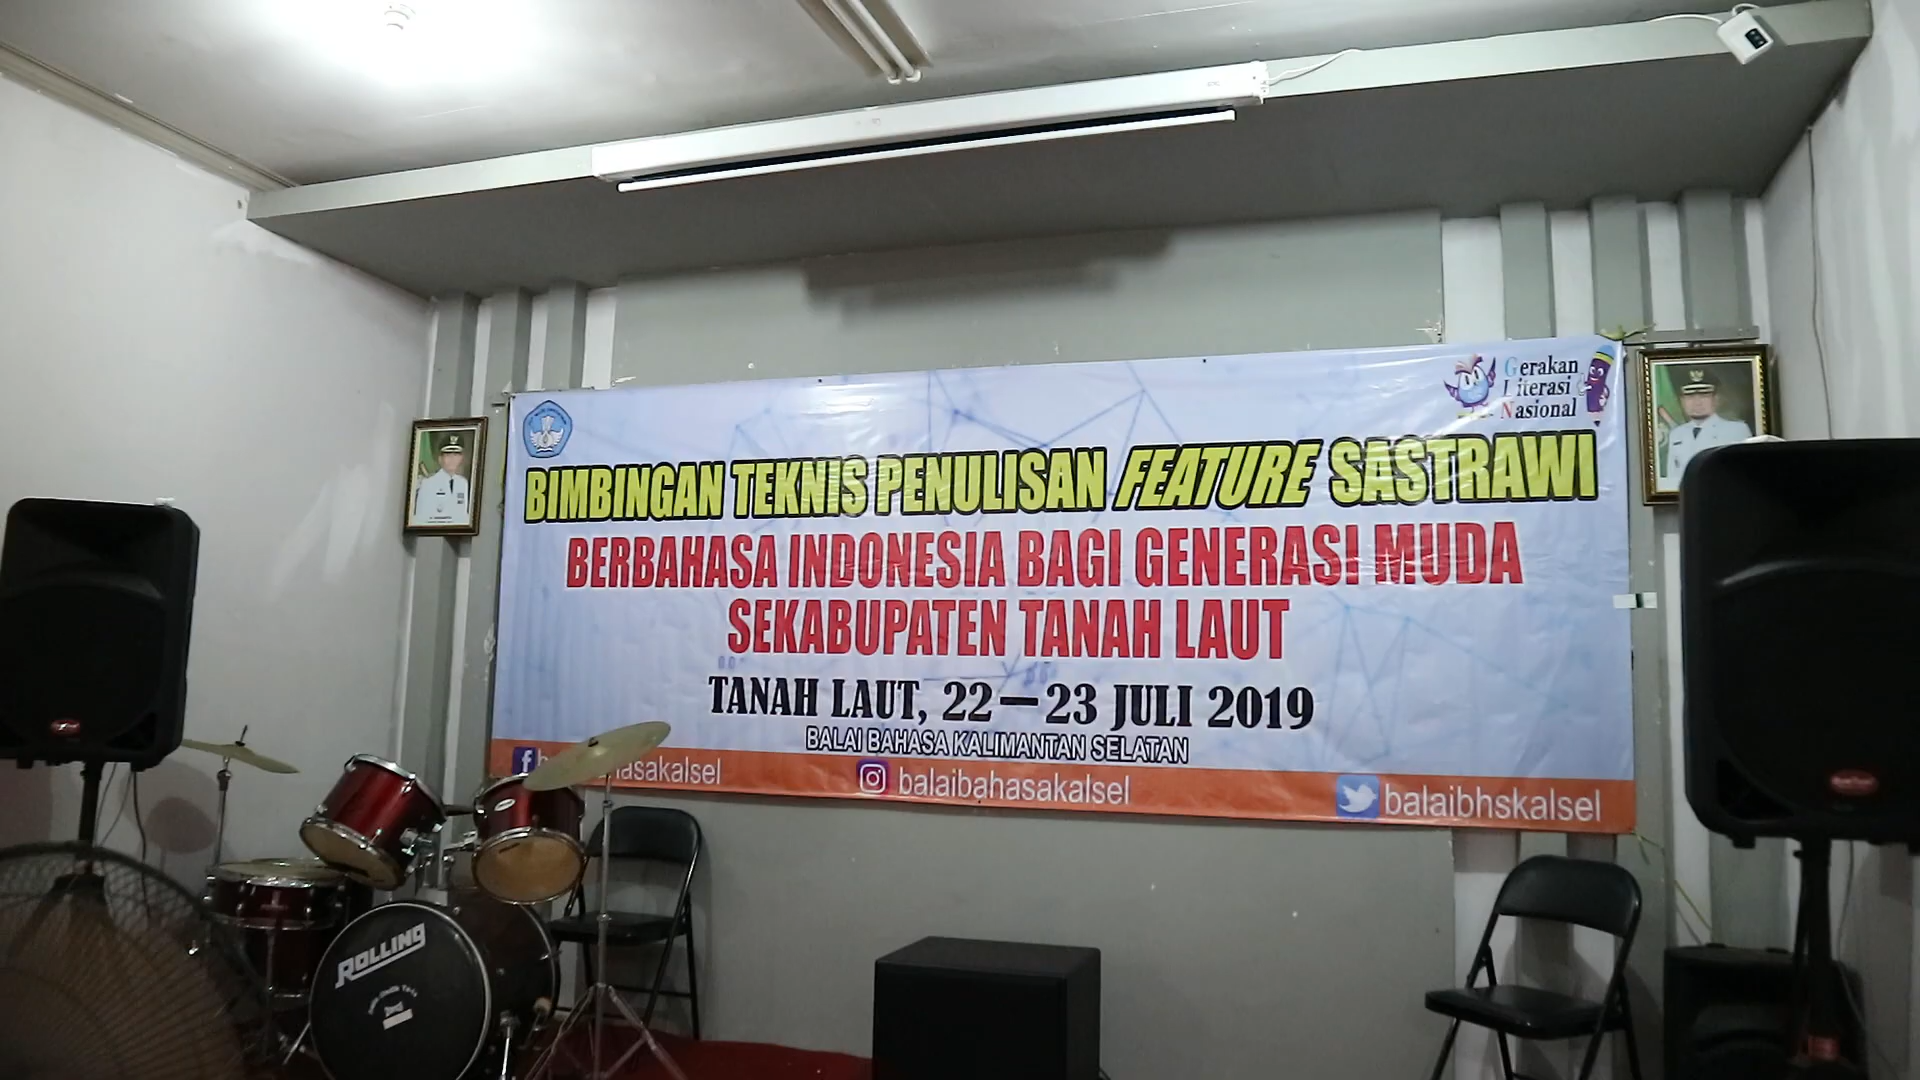 Gerakan
Literasi
Nasional
BIMBINGAN TEKNIS PENULISAN FEATURE SASTRAWI
BERBAHASA INDONESIA BAGI GENERASI MUDA
SEKABUPATEN TANAH LAUT
TANAH LAUT, 22—23 JULI 2019
BALAI BAHASA KALIMANTAN SELATAN
balaibahasakalsel
balaibhskalsel
ROLLING